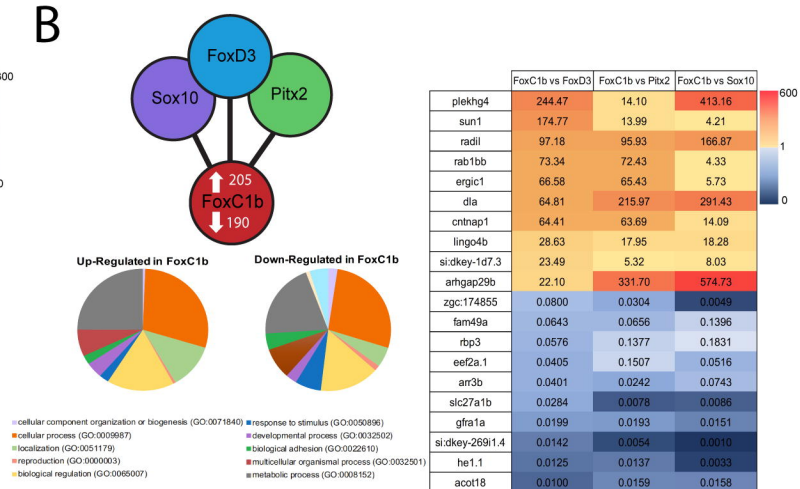 B
600
0
FoxD3
Sox10
Pitx2
205
FoxC1b
190
Up-Regulated in FoxC1b
Down-Regulated in FoxC1b
cellular component organization or biogenesis (GO:0071840)
cellular process (GO:0009987)
localization (GO:0051179)
reproduction (GO:0000003)
biological regulation (GO:0065007)
response to stimulus (GO:0050896)
developmental process (GO:0032502)
biological adhesion (GO:0022610)
multicellular organismal process (GO:0032501)
metabolic process (GO:0008152)
FoxC1b vs FoxD3 FoxC1b vs Pitx2 FoxC1b vs Sox10
plekhg4 244.47 14.10 413.16
sun1 174.77 13.99 4.21
radil 97.18 95.93 166.87
rab1bb 73.34 72.43 4.33
ergic1 66.58 65.43 5.73
dla 64.81 215.97 291.43
cntnap1 64.41 63.69 14.09
lingo4b 28.63 17.95 18.28
si:dkey-1d7.3 23.49 5.32 8.03
arhgap29b 22.10 331.70 574.73
zgc:174855 0.0800 0.0304 0.0049
fam49a 0.0643 0.0656 0.1396
rbp3 0.0576 0.1377 0.1831
eef2a.1 0.0405 0.1507 0.0516
arr3b 0.0401 0.0242 0.0743
slc27a1b 0.0284 0.0078 0.0086
gfra1a 0.0199 0.0193 0.0151
si:dkey-269i1.4 0.0142 0.0054 0.0010
he1.1 0.0125 0.0137 0.0033
acot18 0.0100 0.0159 0.0158
600
1
0